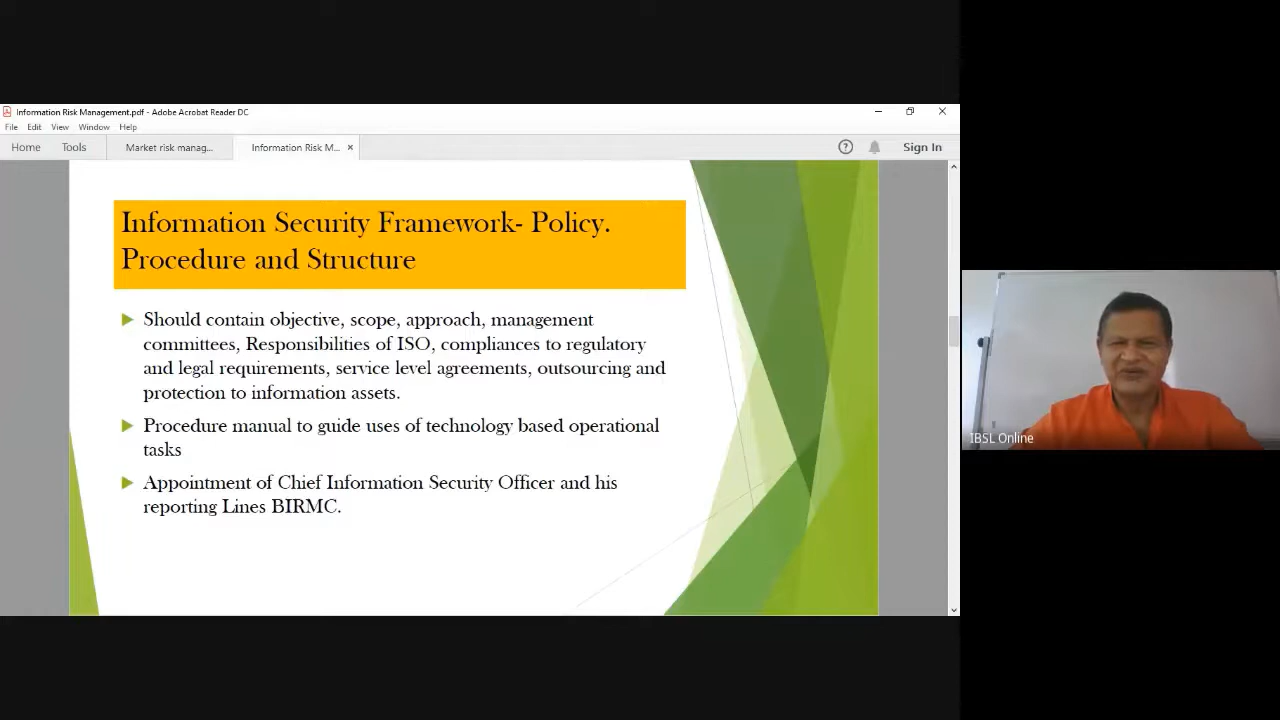 Information Risk Management.pdf - Adobe Acrobat Reader DC
File Edit View Window Help
Home Tools Market risk manag... Information Risk M... × Sign In
Information Security Framework- Policy.
Procedure and Structure
Should contain objective, scope, approach, management
committees, Responsibilities of ISO, compliances to regulatory
and legal requirements, service level agreements, outsourcing and
protection to information assets.
Procedure manual to guide uses of technology based operational
tasks
Appointment of Chief Information Security Officer and his
reporting Lines BIRMC.
IBSL Online